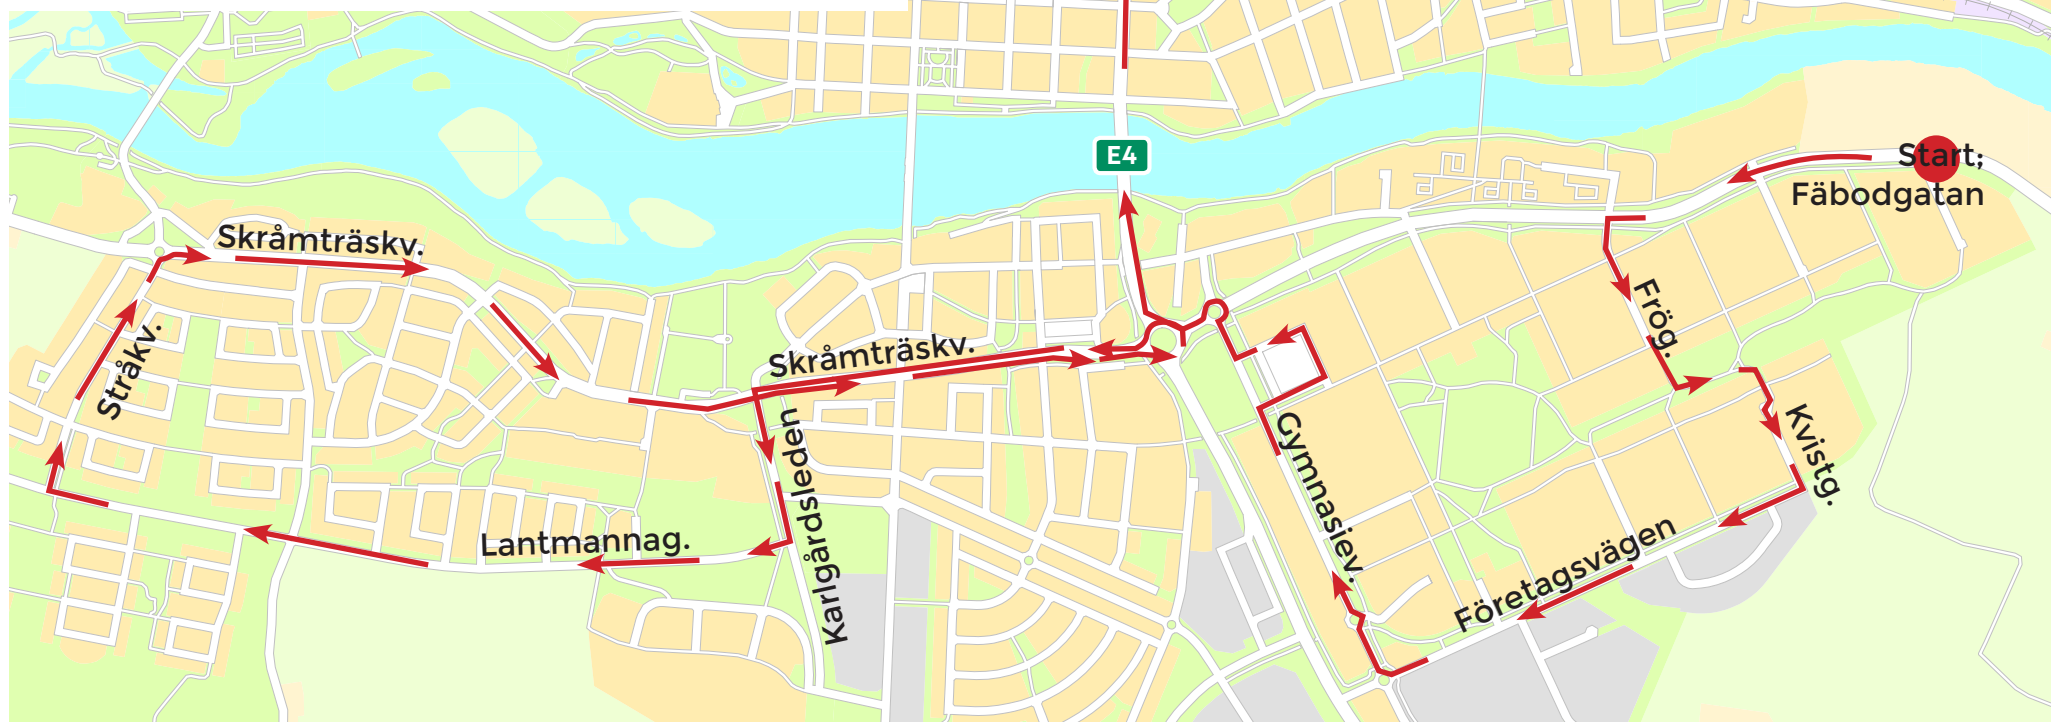 E4
Start;
Fäbodgatan
Skråmträskv.
Frög.
Stråkv.
Skråmträskv.
Karlgårdsleden
Gymnasiev.
Kvistg.
Lantmannag.
Företagsvägen